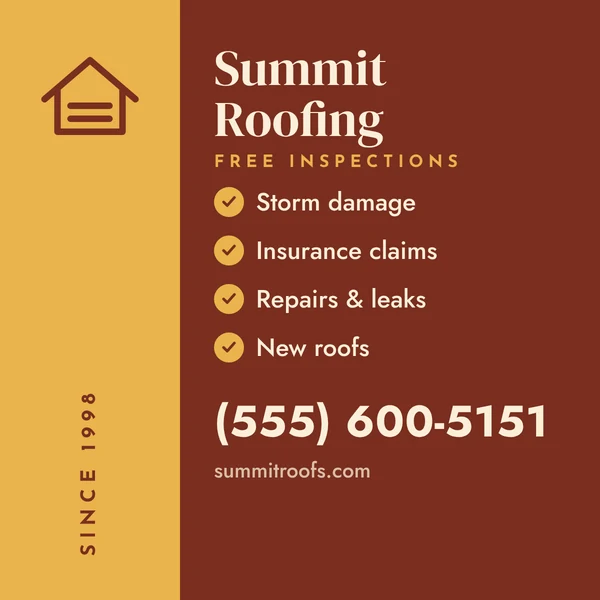 Summit
Roofing
FREE INSPECTIONS
Storm damage
Insurance claims
Repairs & leaks
New roofs
(555) 600-5151
summitroofs.com
SINCE 1998